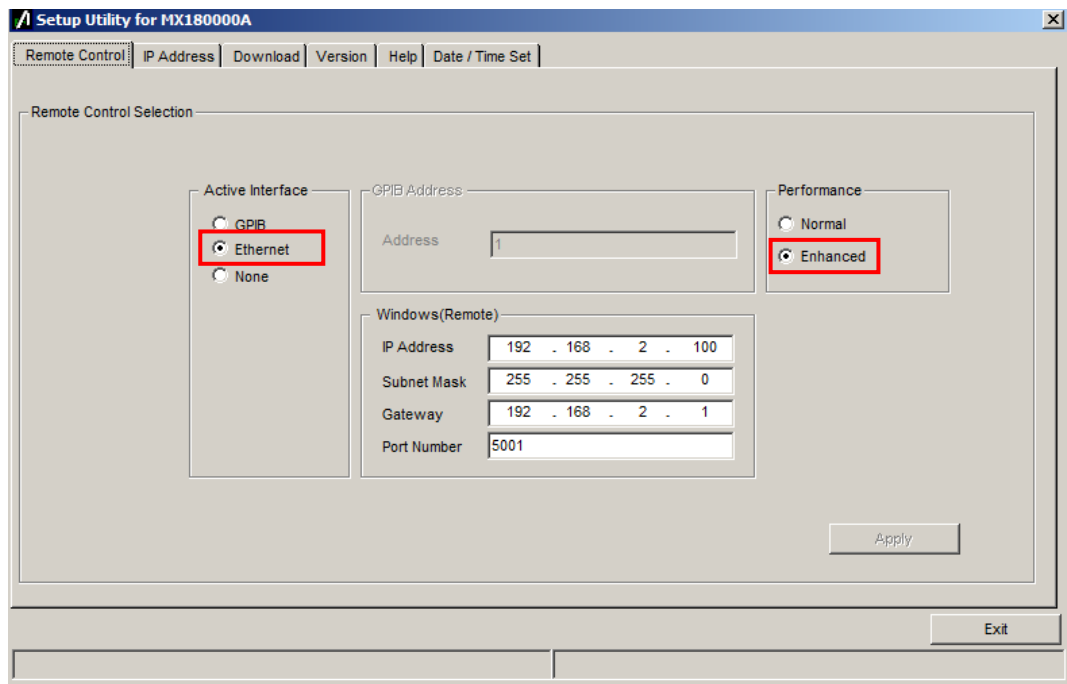 Setup Utility for MX180000A
Remote Control IP Address Download Version Help Date / Time Set
Remote Control Selection
Active Interface
GPIB
Ethernet
None
GPIB Address
Address 1
Performance
Normal
Enhanced
Windows(Remote)
IP Address 192 . 168 . 2 . 100
Subnet Mask 255 . 255 . 255 . 0
Gateway 192 . 168 . 2 . 1
Port Number 5001
Apply
Exit